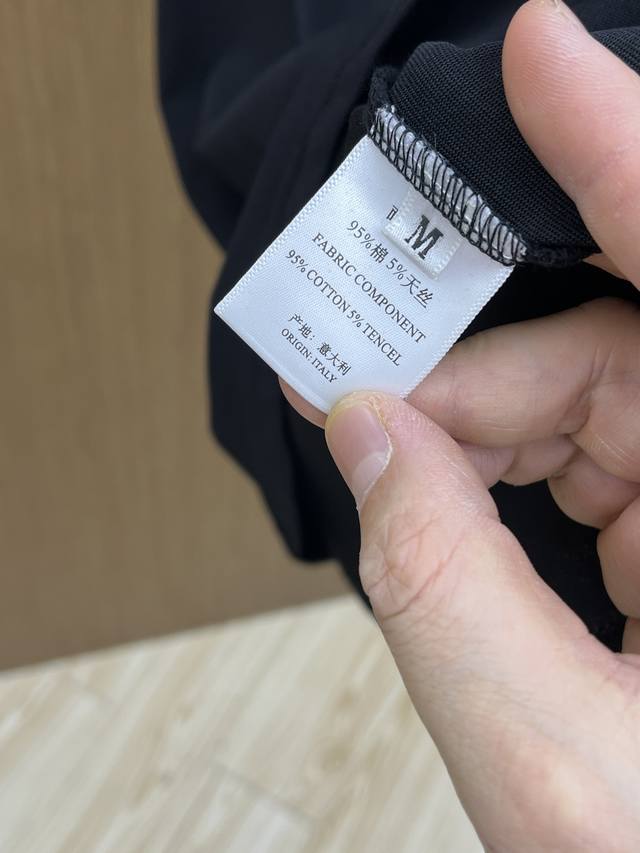 M
95%棉 5%天丝
FABRIC COMPONENT
95% COTTON 5% TENCEL
产地：意大利
ORIGIN: ITALY